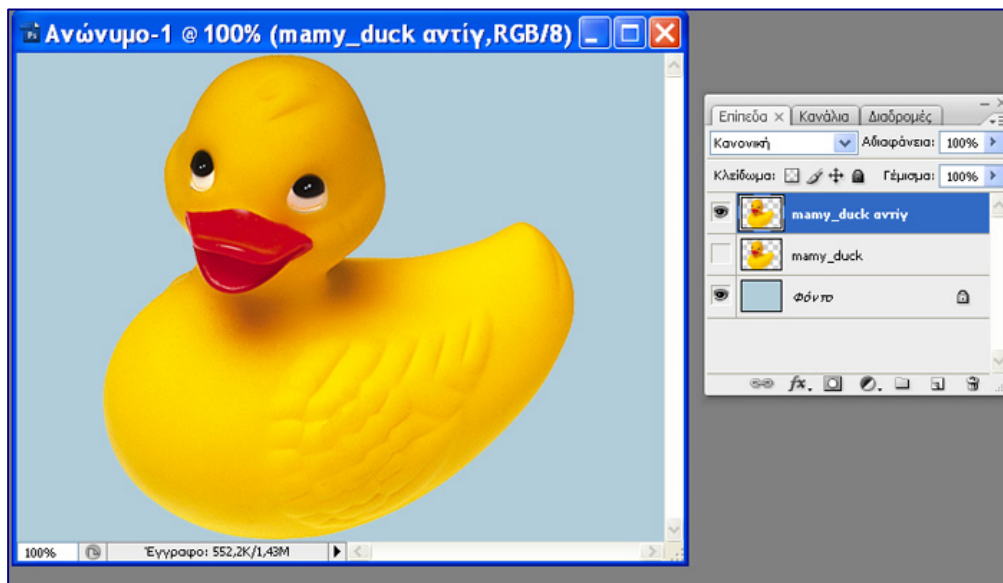 Ανώνυμο-1 @ 100% (mamy_duck αντίγ,RGB/8)
100%
Έγγραφο: 552,2K/1,43M
Επίπεδα × Κανάλια Διαδρομές
Κανονική Αδιαφάνεια: 100%
Κλείδωμα: Γέμισμα: 100%
mamy_duck αντίγ
mamy_duck
Φόντο
fx.